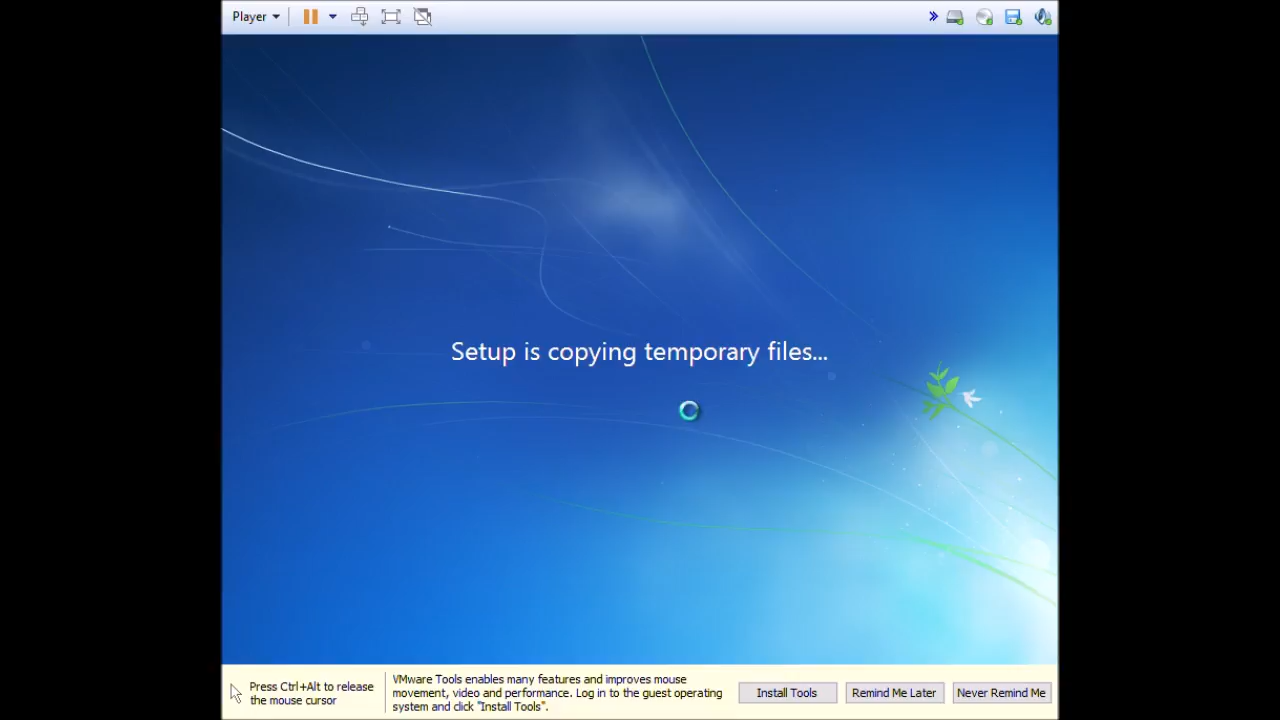 Player
Setup is copying temporary files...
Press Ctrl+Alt to release
the mouse cursor
VMware Tools enables many features and improves mouse
movement, video and performance. Log in to the guest operating
system and click "Install Tools".
Install Tools
Remind Me Later
Never Remind Me